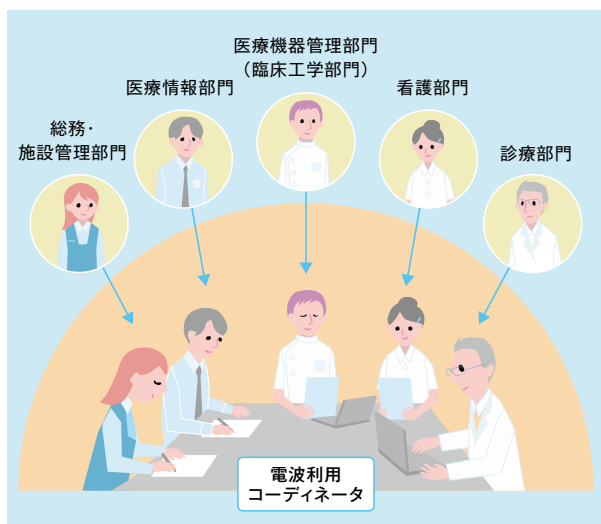 医療機器管理部門
（臨床工学部門）
医療情報部門
看護部門
総務・
施設管理部門
診療部門
電波利用
コーディネータ